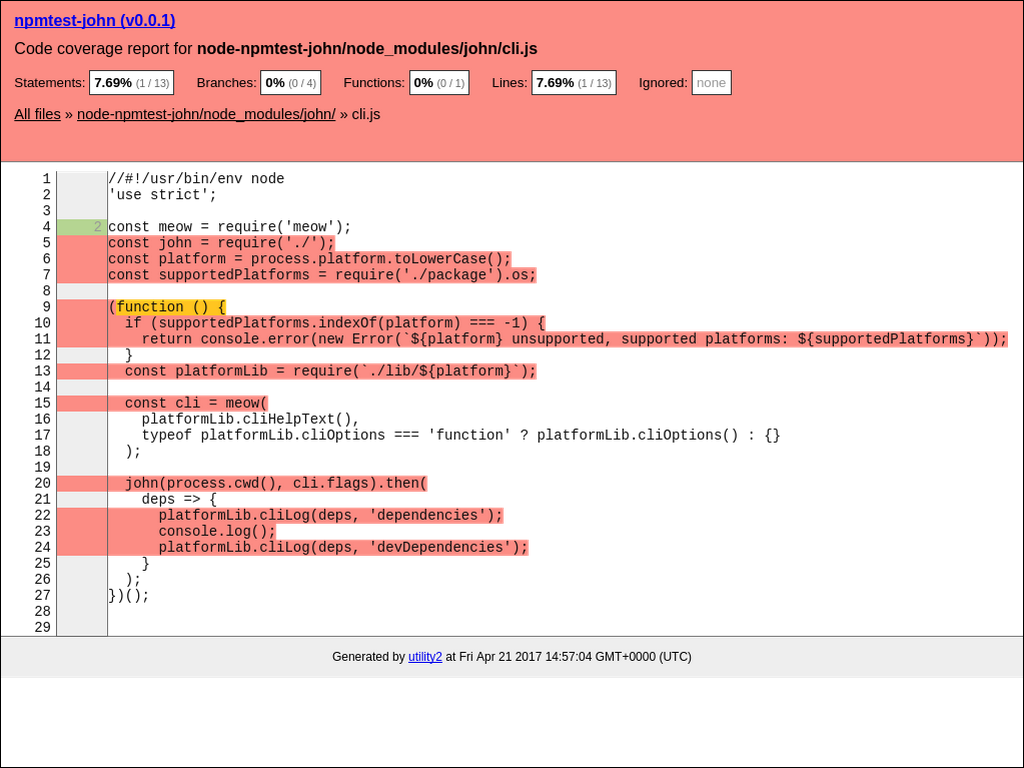 npmtest-john (v0.0.1)
Code coverage report for node-npmtest-john/node_modules/john/cli.js
Statements: 7.69% (1 / 13) Branches: 0% (0 / 4) Functions: 0% (0 / 1) Lines: 7.69% (1 / 13) Ignored: none
All files » node-npmtest-john/node_modules/john/ » cli.js
1 //#!/usr/bin/env node
2 'use strict';
3
4 2 const meow = require('meow');
5 const john = require('./');
6 const platform = process.platform.toLowerCase();
7 const supportedPlatforms = require('./package').os;
8
9 (function () {
10   if (supportedPlatforms.indexOf(platform) === -1) {
11     return console.error(new Error(`${platform} unsupported, supported platforms: ${supportedPlatforms}`));
12   }
13   const platformLib = require(`./lib/${platform}`);
14
15   const cli = meow(
16     platformLib.cliHelpText(),
17     typeof platformLib.cliOptions === 'function' ? platformLib.cliOptions() : {}
18   );
19
20   john(process.cwd(), cli.flags).then(
21     deps => {
22       platformLib.cliLog(deps, 'dependencies');
23       console.log();
24       platformLib.cliLog(deps, 'devDependencies');
25     }
26   );
27 })();
28
29
Generated by utility2 at Fri Apr 21 2017 14:57:04 GMT+0000 (UTC)